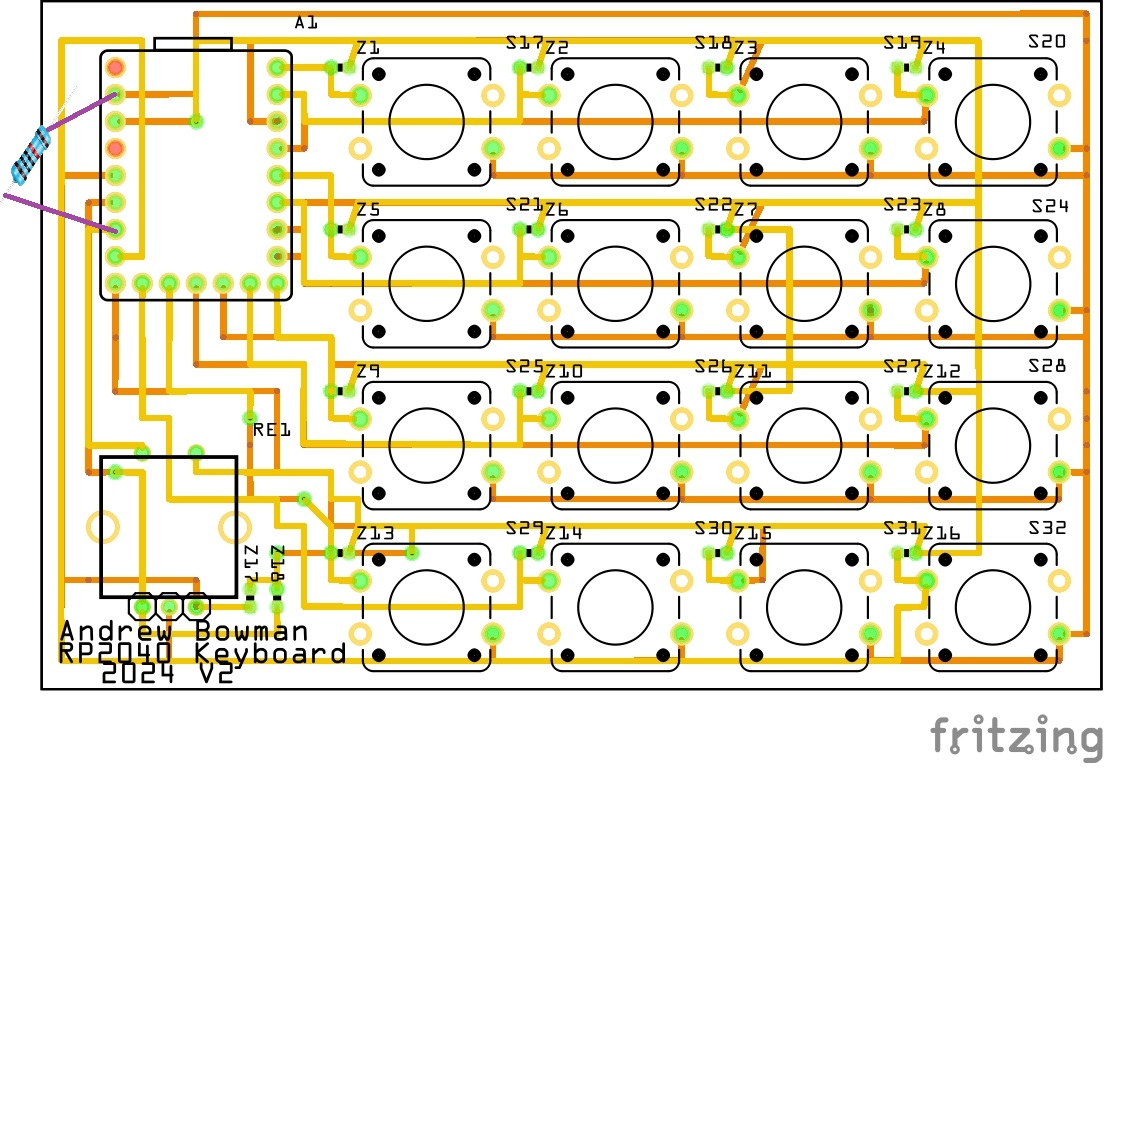 A1
Z1 S17 Z2 S18 Z3 S19 Z4 S20
Z5 S21 Z6 S22 Z7 S23 Z8 S24
Z9 S25 Z10 S26 Z11 S27 Z12 S28
RE1
Z13 S29 Z14 S30 Z15 S31 Z16 S32
Z17 Z18
Andrew Bowman
RP2040 Keyboard
2024 V2
fritzing